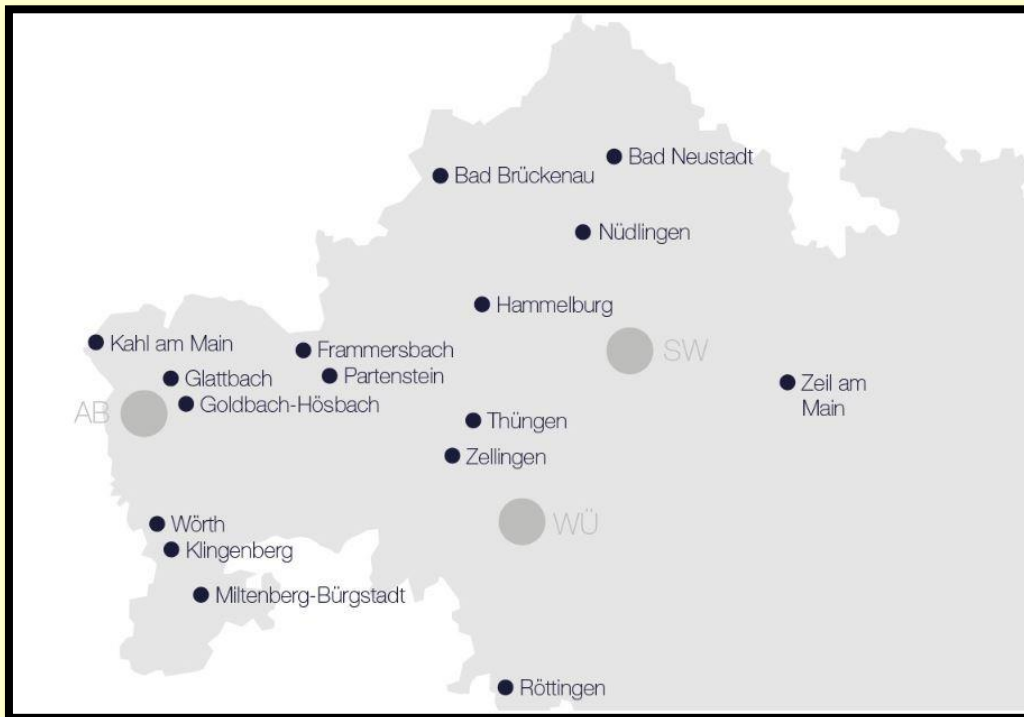 Bad Neustadt
Bad Brückenau
Nüdlingen
Hammelburg
Kahl am Main
Frammersbach
SW
Glattbach
Partenstein
Zeil am
Main
AB
Goldbach-Hösbach
Thüngen
Zellingen
Wörth
WÜ
Klingenberg
Miltenberg-Bürgstadt
Röttingen